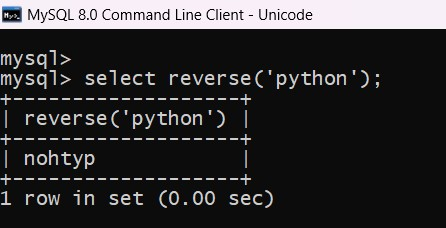 MySQL 8.0 Command Line Client - Unicode
mysql>
mysql> select reverse('python');
+-------------------+
| reverse('python') |
+-------------------+
| nohtyp            |
+-------------------+
1 row in set (0.00 sec)